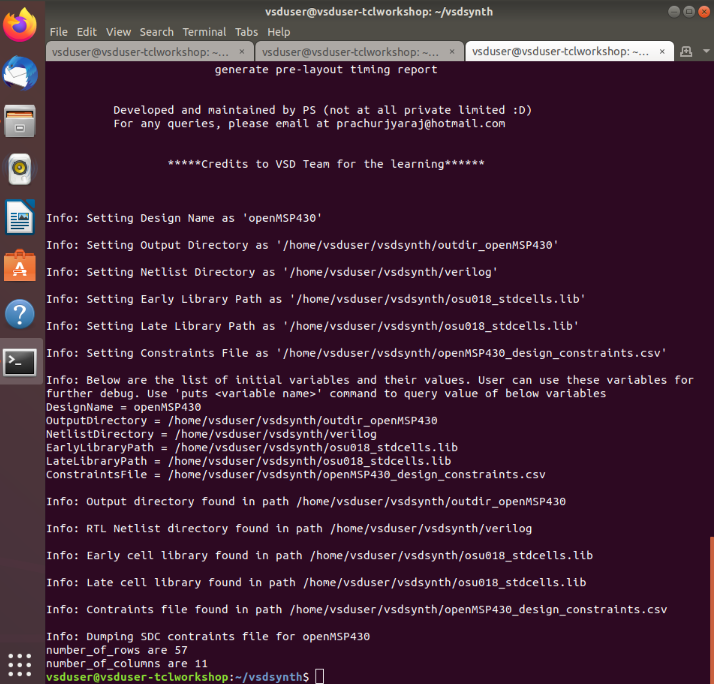 vsduser@vsduser-tclworkshop: ~/vsdsynth
File Edit View Search Terminal Tabs Help
vsduser@vsduser-tclworkshop: ~... × vsduser@vsduser-tclworkshop: ~... × vsduser@vsduser-tclworkshop: ~... ×
generate pre-layout timing report
Developed and maintained by PS (not at all private limited :D)
For any queries, please email at prachurjyaraj@hotmail.com
*****Credits to VSD Team for the learning******
Info: Setting Design Name as 'openMSP430'
Info: Setting Output Directory as '/home/vsduser/vsdsynth/outdir_openMSP430'
Info: Setting Netlist Directory as '/home/vsduser/vsdsynth/verilog'
Info: Setting Early Library Path as '/home/vsduser/vsdsynth/osu018_stdcells.lib'
Info: Setting Late Library Path as '/home/vsduser/vsdsynth/osu018_stdcells.lib'
Info: Setting Constraints File as '/home/vsduser/vsdsynth/openMSP430_design_constraints.csv'
Info: Below are the list of initial variables and their values. User can use these variables for
further debug. Use 'puts <variable name>' command to query value of below variables
DesignName = openMSP430
OutputDirectory = /home/vsduser/vsdsynth/outdir_openMSP430
NetlistDirectory = /home/vsduser/vsdsynth/verilog
EarlyLibraryPath = /home/vsduser/vsdsynth/osu018_stdcells.lib
LateLibraryPath = /home/vsduser/vsdsynth/osu018_stdcells.lib
ConstraintsFile = /home/vsduser/vsdsynth/openMSP430_design_constraints.csv
Info: Output directory found in path /home/vsduser/vsdsynth/outdir_openMSP430
Info: RTL Netlist directory found in path /home/vsduser/vsdsynth/verilog
Info: Early cell library found in path /home/vsduser/vsdsynth/osu018_stdcells.lib
Info: Late cell library found in path /home/vsduser/vsdsynth/osu018_stdcells.lib
Info: Contraints file found in path /home/vsduser/vsdsynth/openMSP430_design_constraints.csv
Info: Dumping SDC contraints file for openMSP430
number_of_rows are 57
number_of_columns are 11
vsduser@vsduser-tclworkshop:~/vsdsynth$